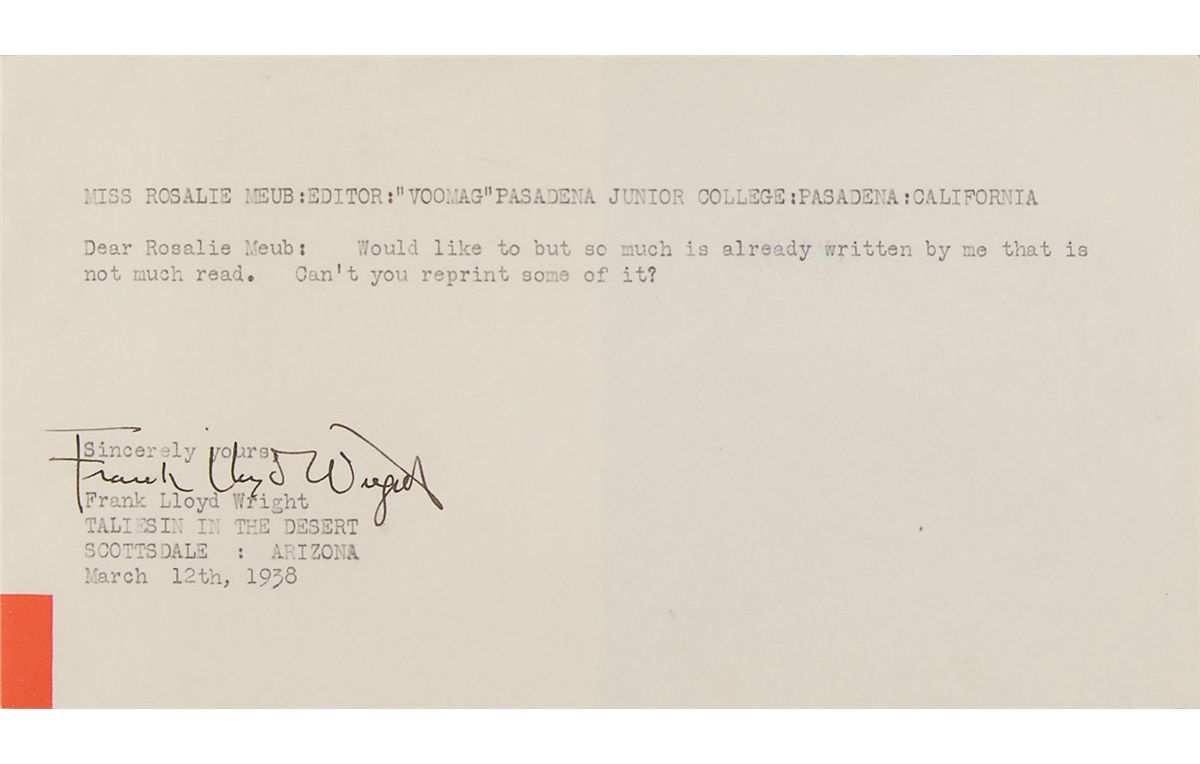 MISS ROSALIE MEUB:EDITOR:"VOOMAG"PASADENA JUNIOR COLLEGE:PASADENA:CALIFORNIA
Dear Rosalie Meub:    Would like to but so much is already written by me that is
not much read.   Can't you reprint some of it?
Sincerely yours,
Frank Lloyd Wright
Frank Lloyd Wright
TALIESIN IN THE DESERT
SCOTTSDALE  :  ARIZONA
March 12th, 1938